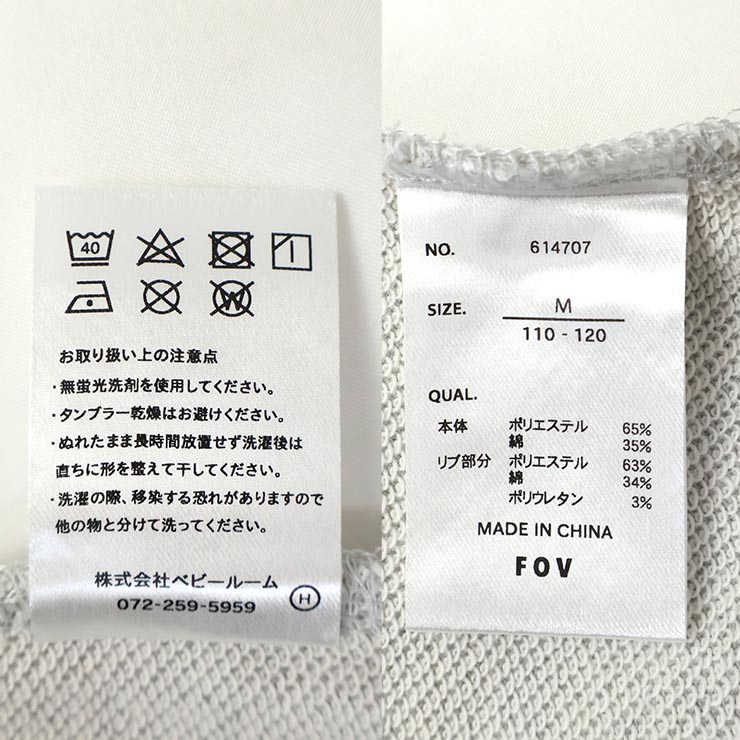 40
お取り扱い上の注意点
・無蛍光洗剤を使用してください。
・タンブラー乾燥はお避けください。
・ぬれたまま長時間放置せず洗濯後は
直ちに形を整えて干してください。
・洗濯の際、移染する恐れがありますので
他の物と分けて洗ってください。
株式会社ベビールーム
072-259-5959 H
NO. 614707
SIZE. M
110 - 120
QUAL.
本体 ポリエステル 65%
綿 35%
リブ部分 ポリエステル 63%
綿 34%
ポリウレタン 3%
MADE IN CHINA
FOV